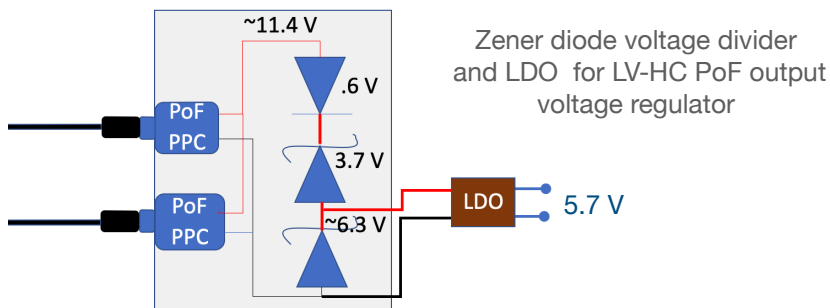 ~11.4 V
Zener diode voltage divider
and LDO for LV-HC PoF output
voltage regulator
.6 V
PoF
PPC
3.7 V
PoF
PPC
~6.3 V
LDO
5.7 V